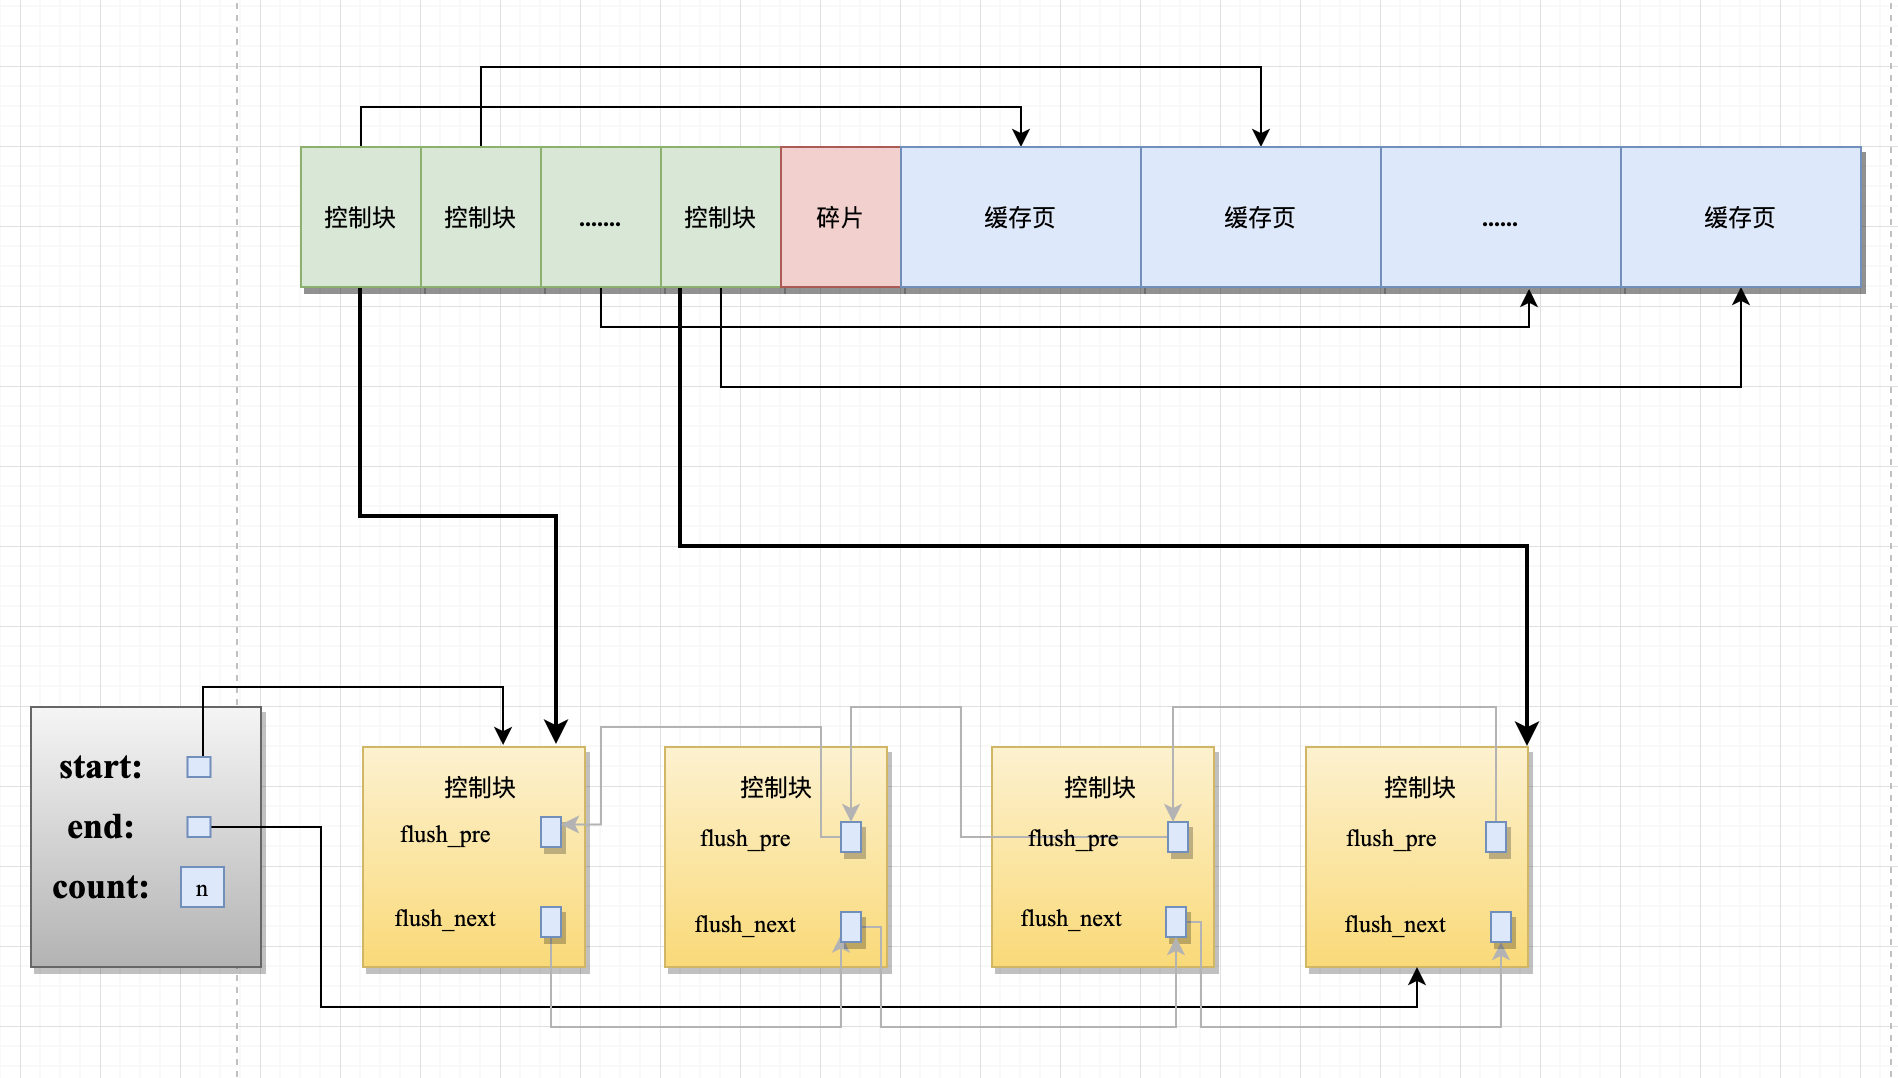 控制块 控制块 ....... 控制块 碎片 缓存页 缓存页 ...... 缓存页
start:
end:
count: n
控制块
flush_pre
flush_next
控制块
flush_pre
flush_next
控制块
flush_pre
flush_next
控制块
flush_pre
flush_next